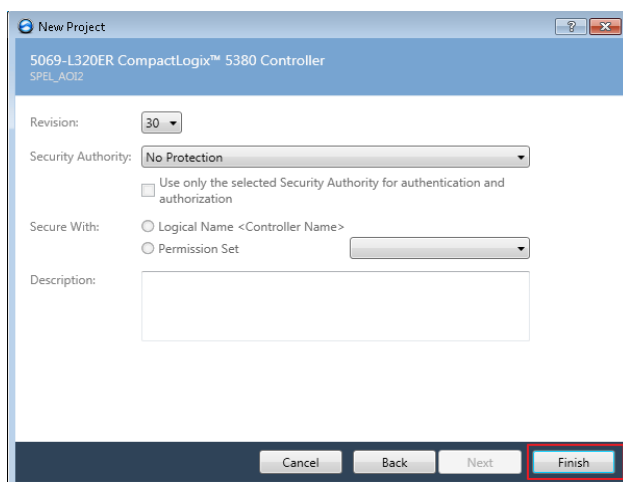 New Project
5069-L320ER CompactLogix™ 5380 Controller
SPEL_AOI2
Revision:
30
Security Authority:
No Protection
Use only the selected Security Authority for authentication and
authorization
Secure With:
Logical Name <Controller Name>
Permission Set
Description:
Cancel
Back
Next
Finish